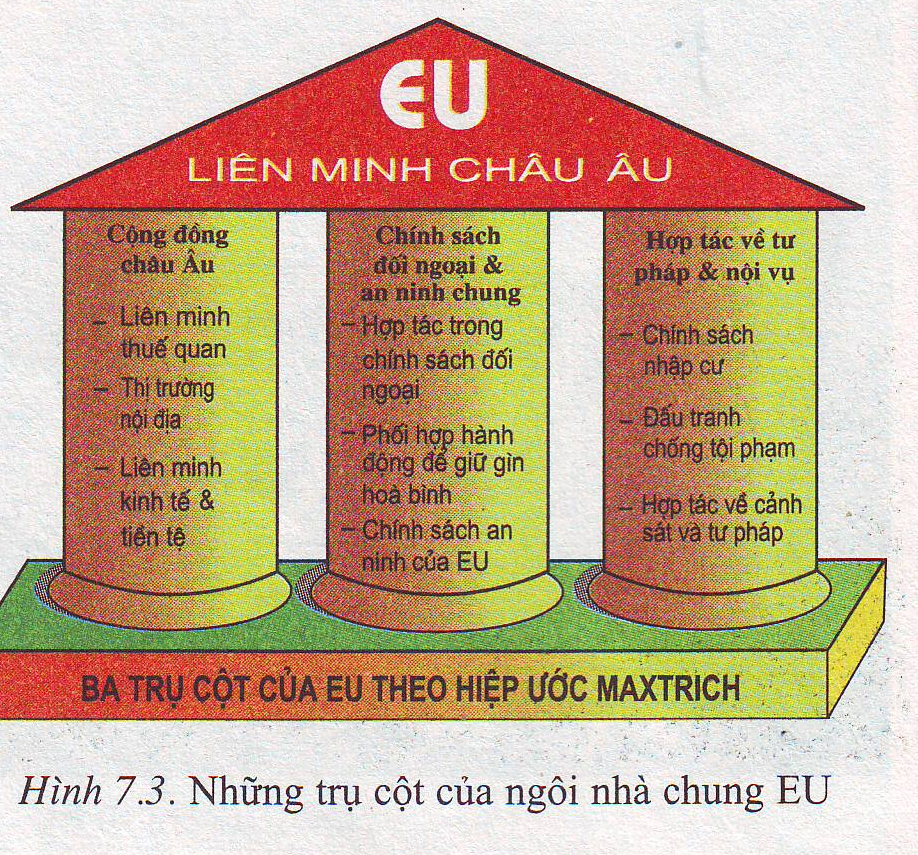 EU
LIÊN MINH CHÂU ÂU
Cộng đông
châu Âu
– Liên minh
thuế quan
– Thị trường
nội địa
– Liên minh
kinh tế &
tiền tệ
Chính sách
đối ngoại &
an ninh chung
– Hợp tác trong
chính sách đối
ngoại
– Phối hợp hành
động để giữ gìn
hoà bình
– Chính sách an
ninh của EU
Hợp tác về tư
pháp & nội vụ
– Chính sách
nhập cư
– Đấu tranh
chống tội phạm
– Hợp tác về cảnh
sát và tư pháp
BA TRỤ CỘT CỦA EU THEO HIỆP ƯỚC MAXTRICH
Hình 7.3. Những trụ cột của ngôi nhà chung EU